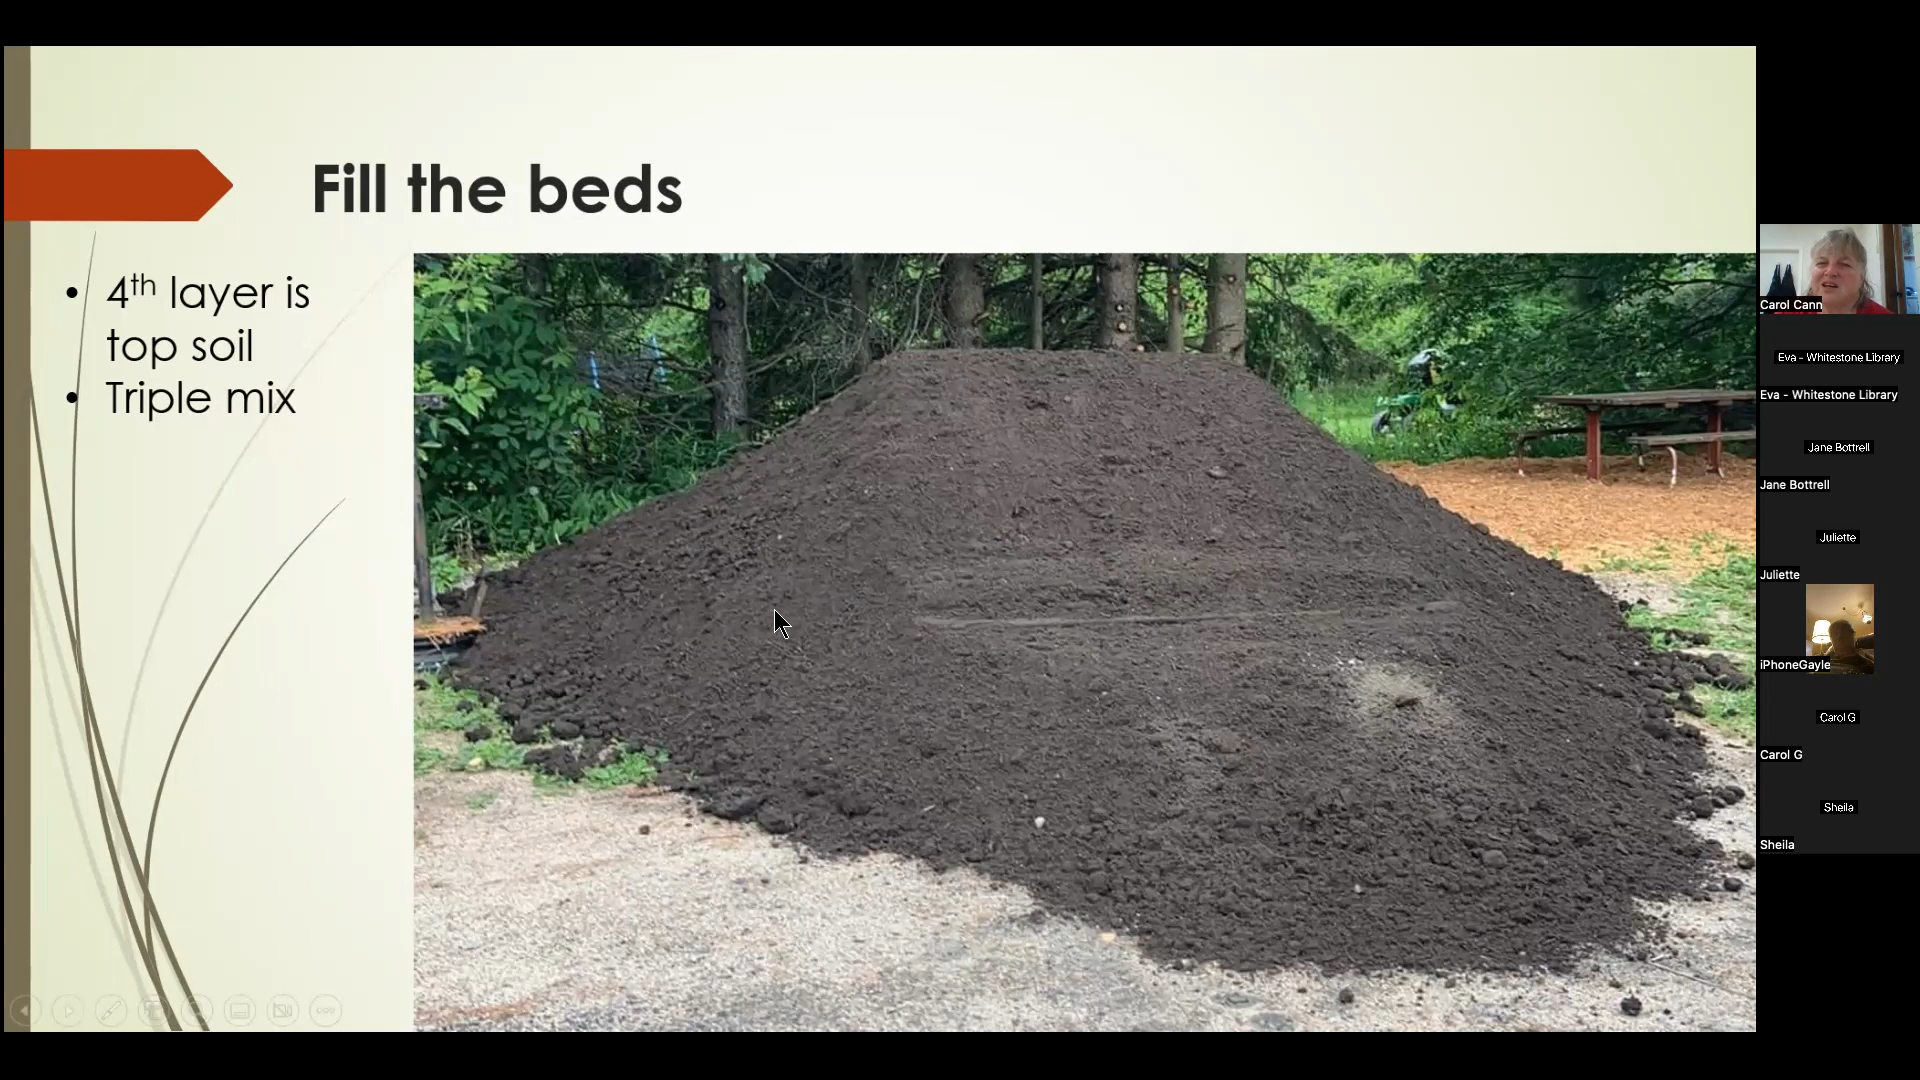 Fill the beds
• 4th layer is
top soil
• Triple mix
Carol Cann
Eva - Whitestone Library
Eva - Whitestone Library
Jane Bottrell
Jane Bottrell
Juliette
Juliette
iPhoneGayle
Carol G
Carol G
Sheila
Sheila